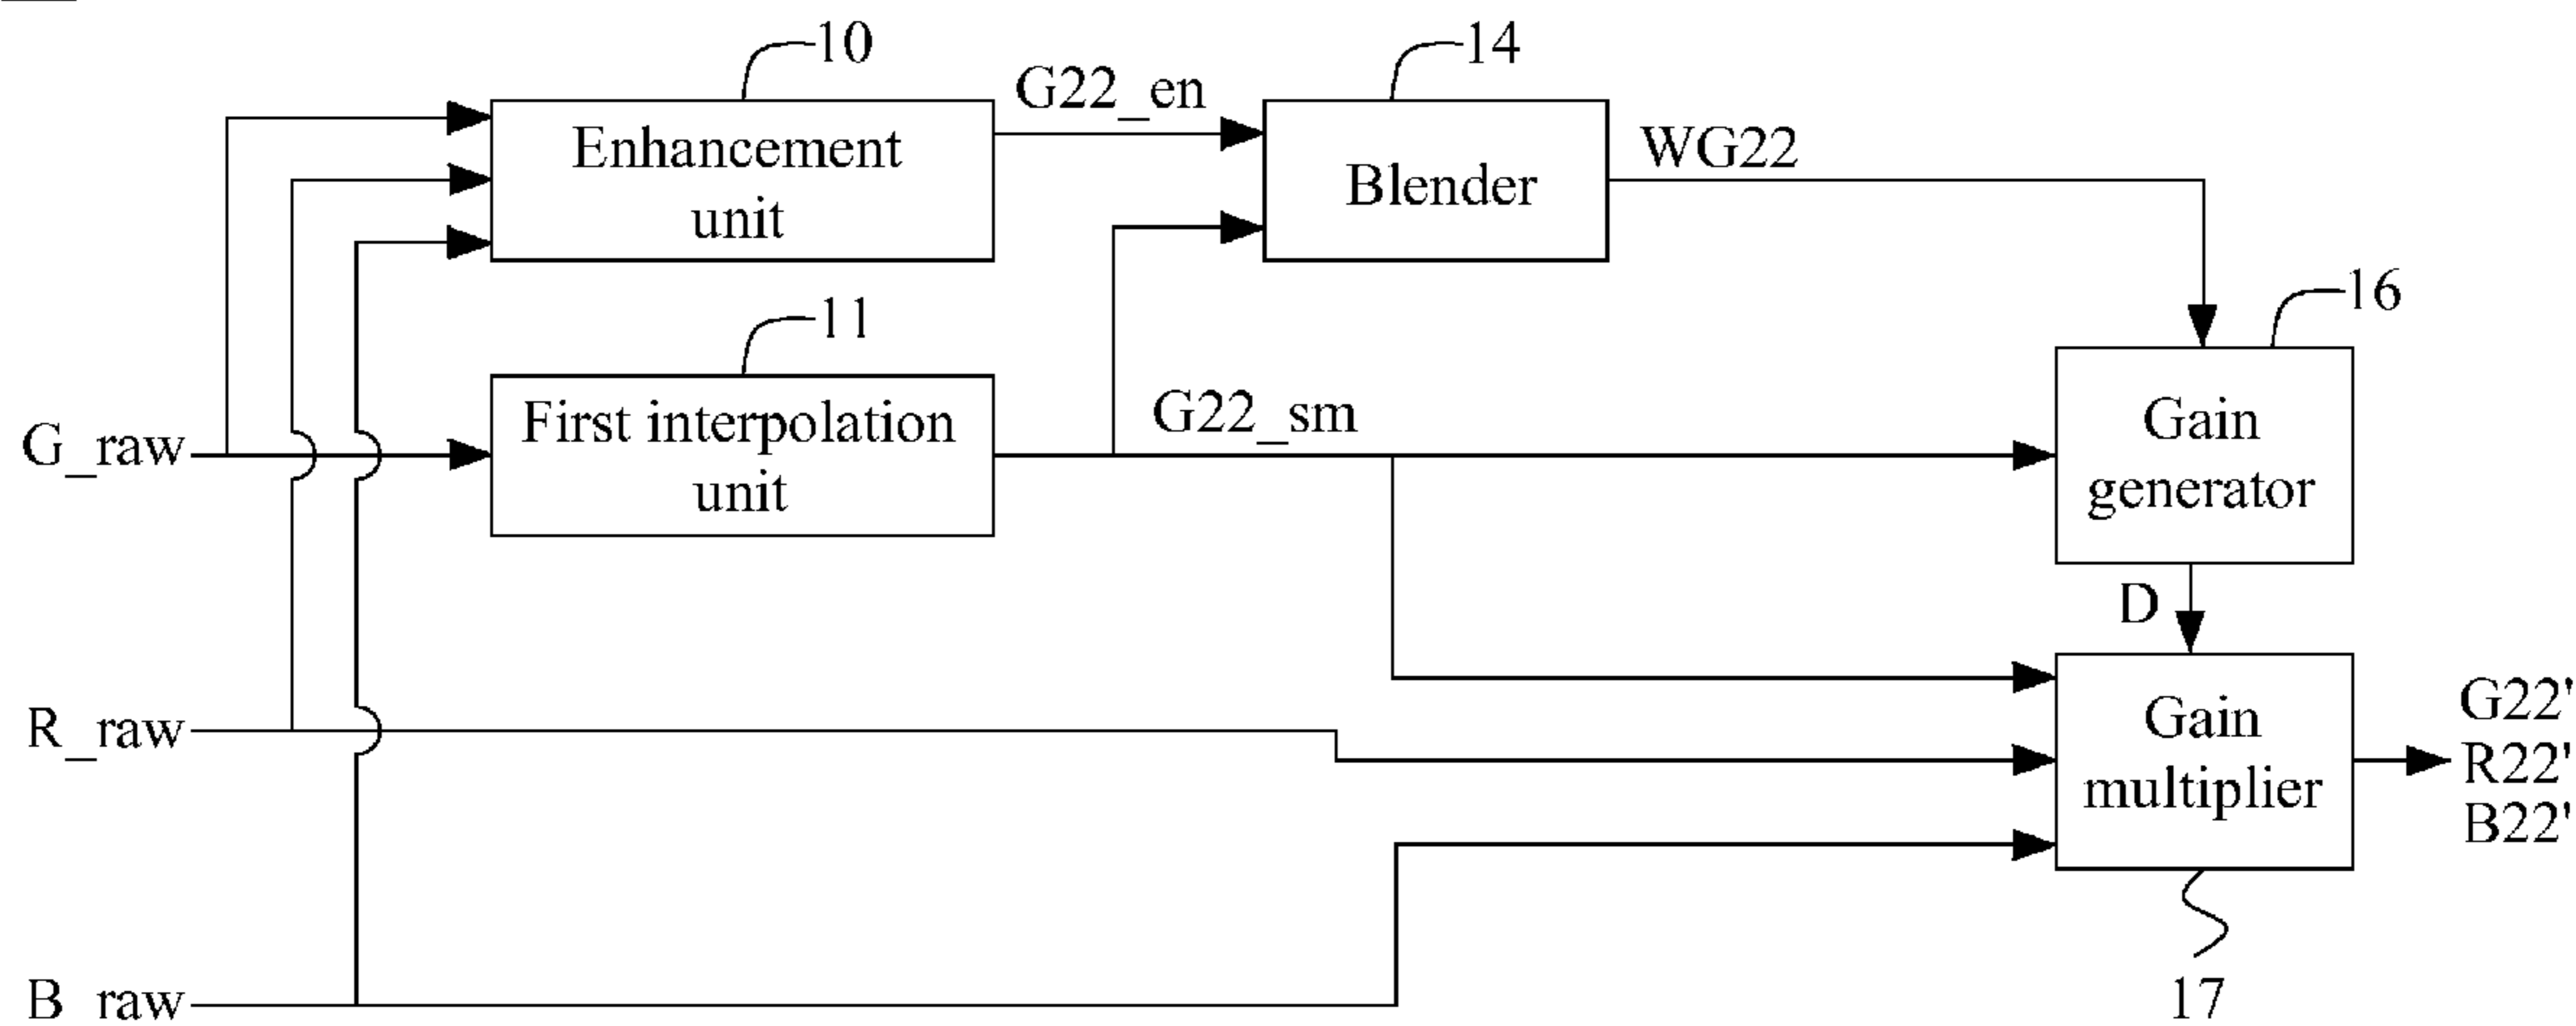 10
14
G22_en
Enhancement
unit
Blender
WG22
11
16
First interpolation
unit
G22_sm
G_raw
Gain
generator
D
R_raw
Gain
multiplier
G22'
R22'
B22'
B_raw
17